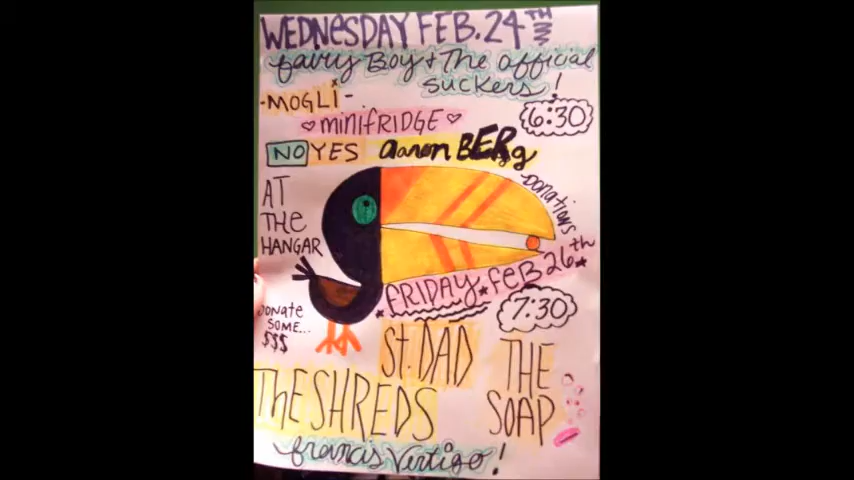 WEDNESDAY FEB. 24TH
fairy Boy + The official
suckers!
-MOGLI-
6:30
minifRIDGE
NO YES aaron BERg
Donations
AT
THe
HANGAR
FRIDAY FEB 26th
7:30
DONate
SOME...
$$$
St. DAD
THE
SOAP
THE SHREDS
francis Vertigo!